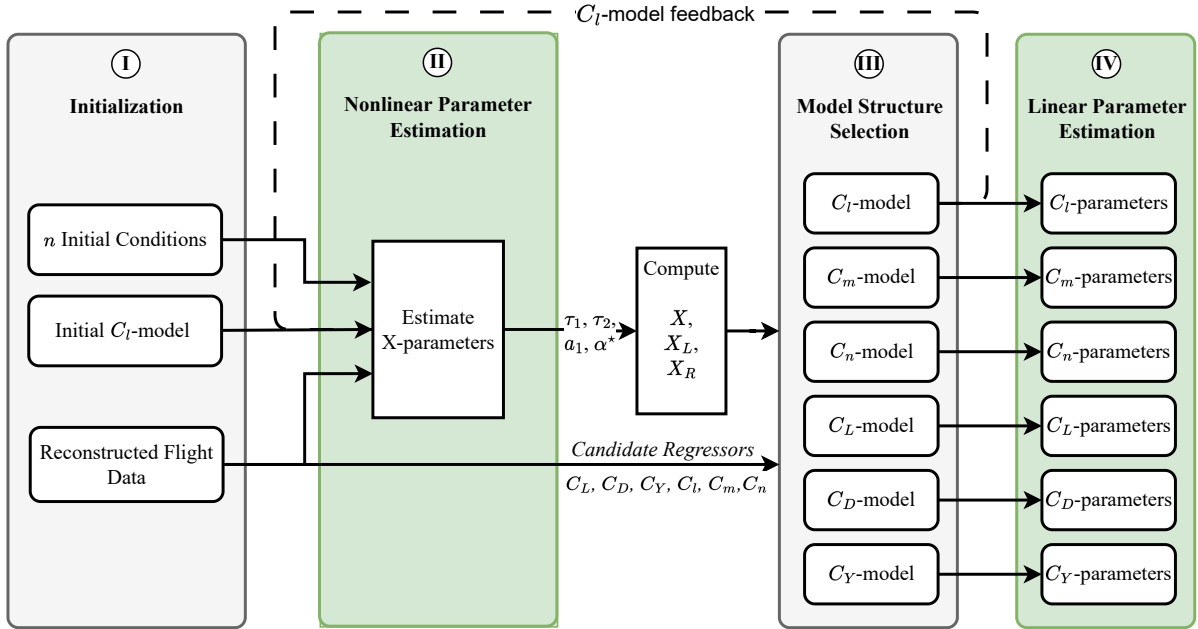 C_l-model feedback
I
Initialization
n Initial Conditions
Initial C_l-model
Reconstructed Flight
Data
II
Nonlinear Parameter
Estimation
Estimate
X-parameters
τ_1, τ_2,
a_1, α^⋆
Compute
X,
X_L,
X_R
Candidate Regressors
C_L, C_D, C_Y, C_l, C_m, C_n
III
Model Structure
Selection
C_l-model
C_m-model
C_n-model
C_L-model
C_D-model
C_Y-model
IV
Linear Parameter
Estimation
C_l-parameters
C_m-parameters
C_n-parameters
C_L-parameters
C_D-parameters
C_Y-parameters